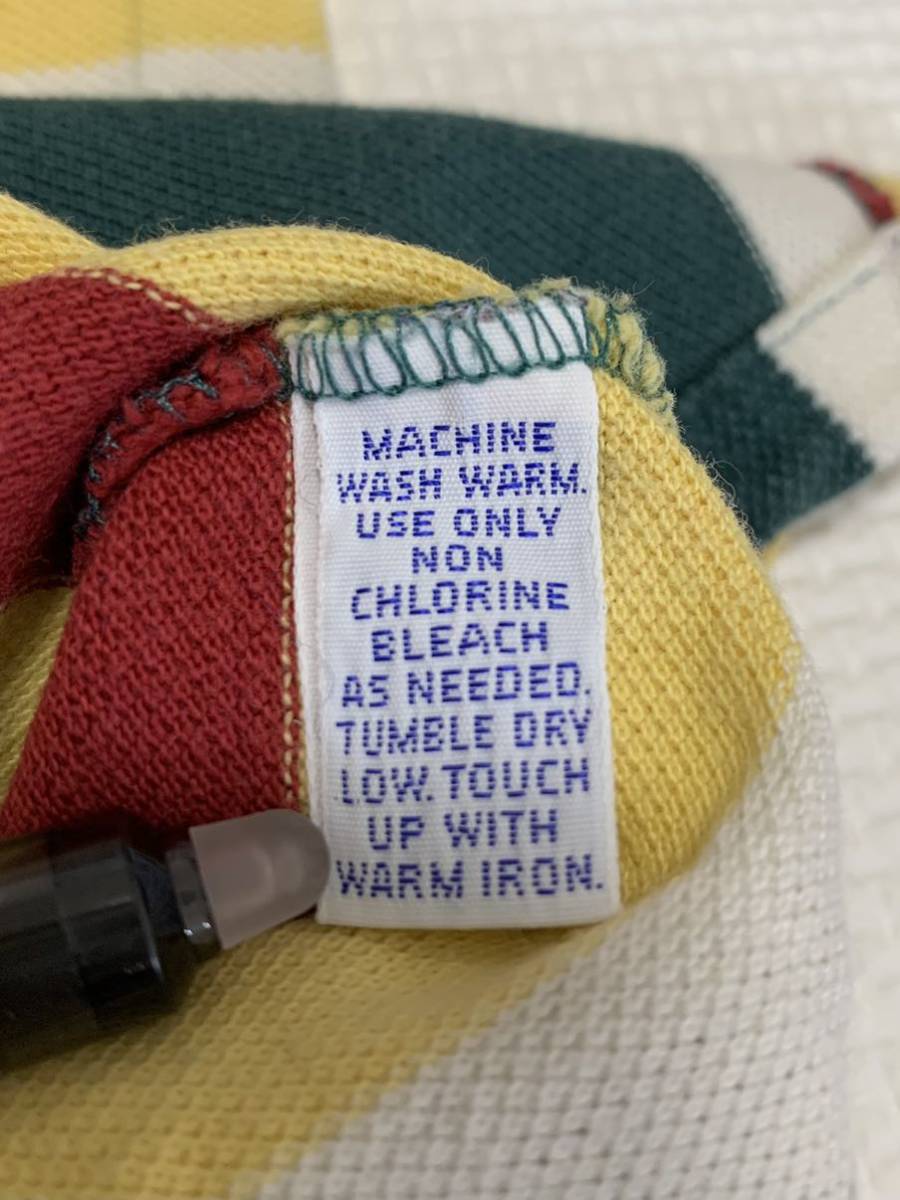 MACHINE
WASH WARM.
USE ONLY
NON
CHLORINE
BLEACH
AS NEEDED.
TUMBLE DRY
LOW. TOUCH
UP WITH
WARM IRON.